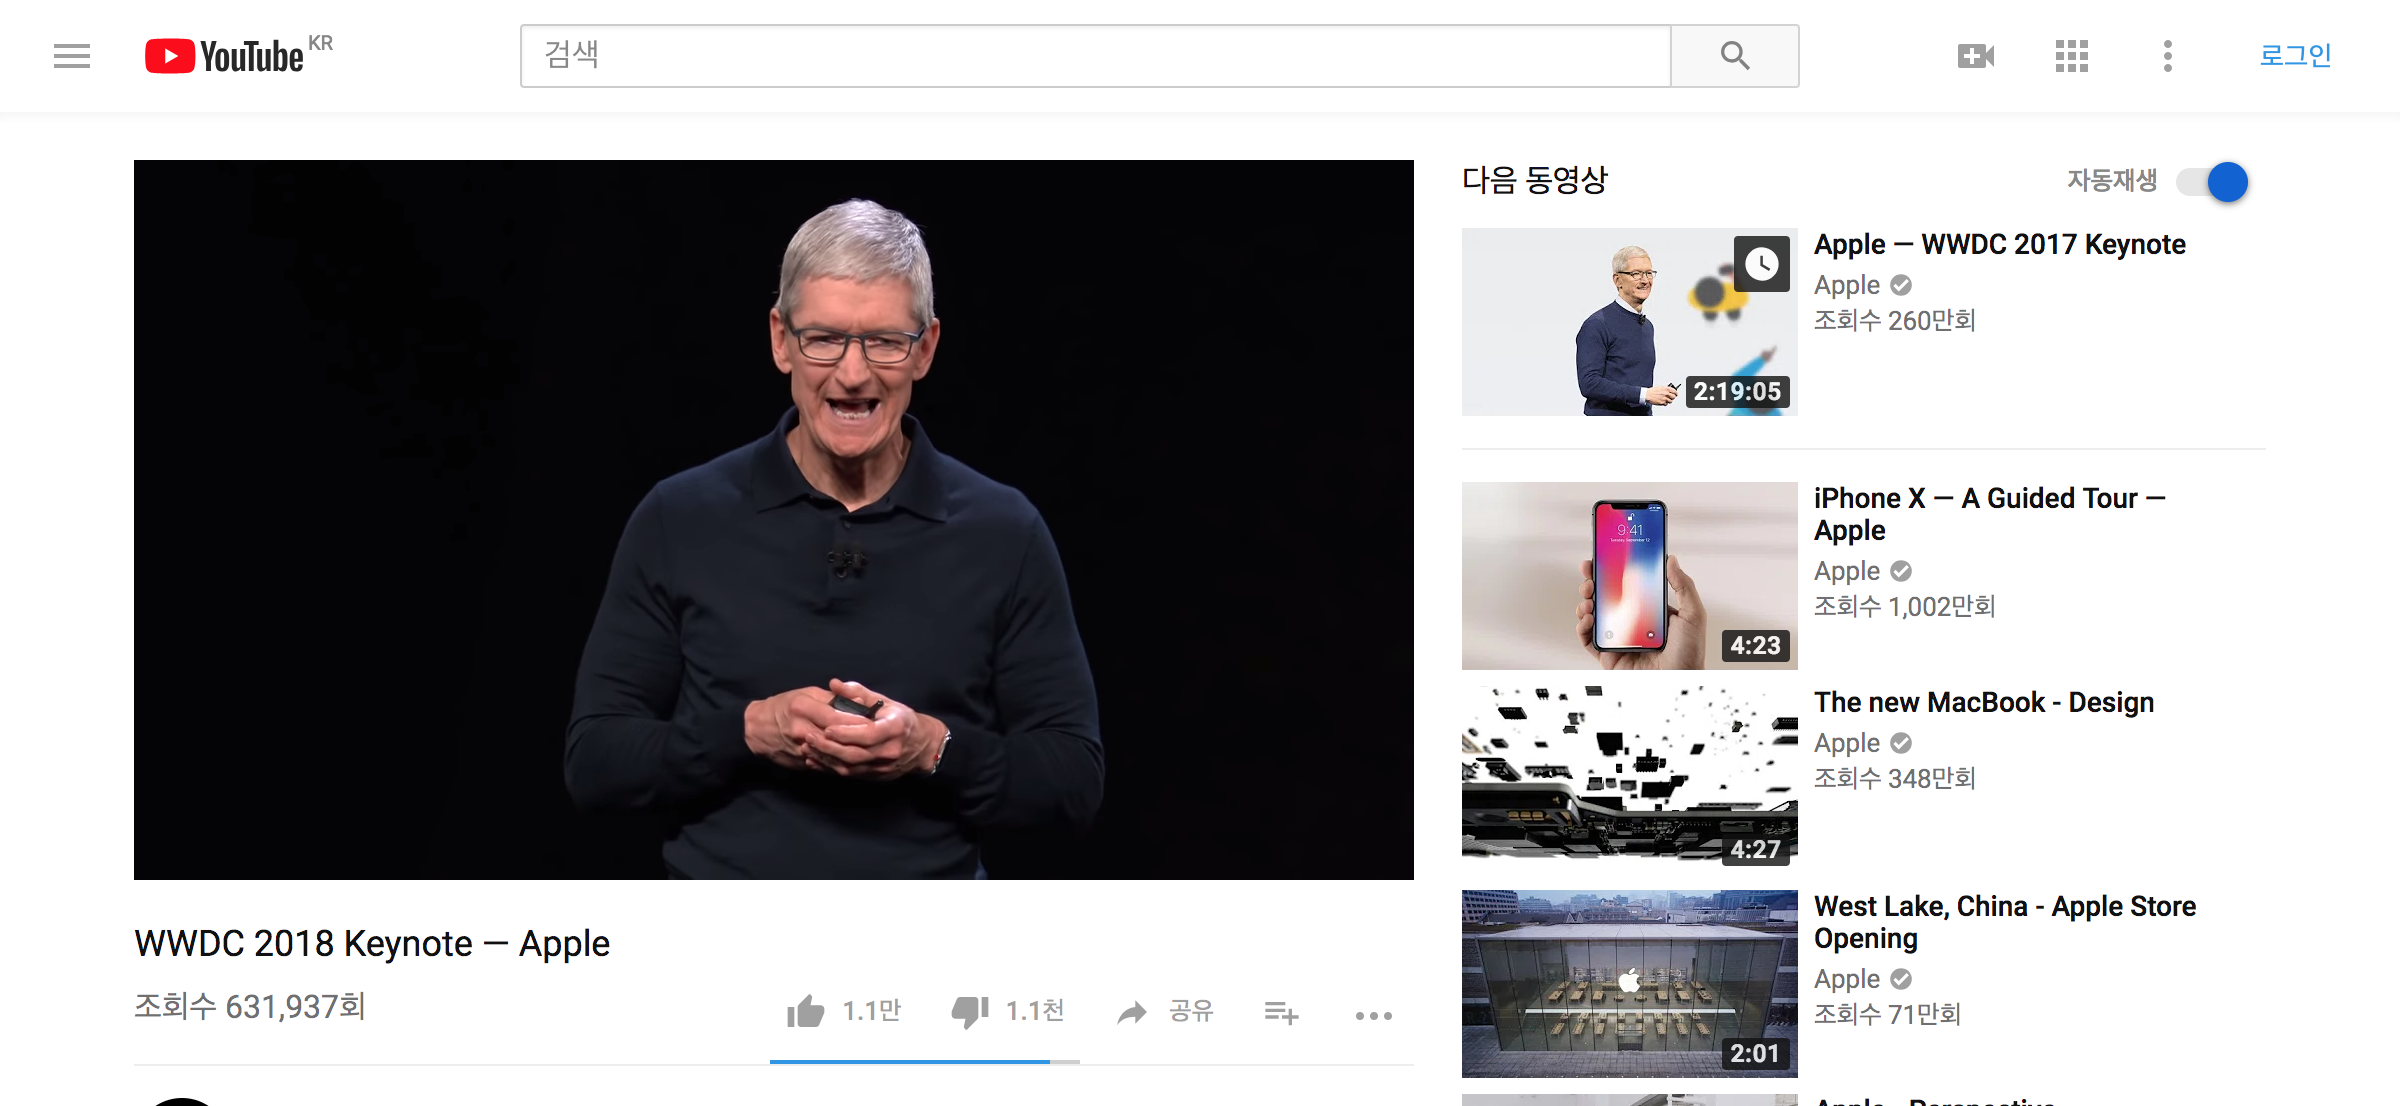 YouTube KR
검색
로그인
다음 동영상
자동재생
Apple — WWDC 2017 Keynote
Apple
조회수 260만회
2:19:05
iPhone X — A Guided Tour —
Apple
Apple
조회수 1,002만회
9:41
4:23
The new MacBook - Design
Apple
조회수 348만회
4:27
West Lake, China - Apple Store
Opening
Apple
조회수 71만회
2:01
Apple - Perspective
WWDC 2018 Keynote — Apple
조회수 631,937회
1.1만
1.1천
공유